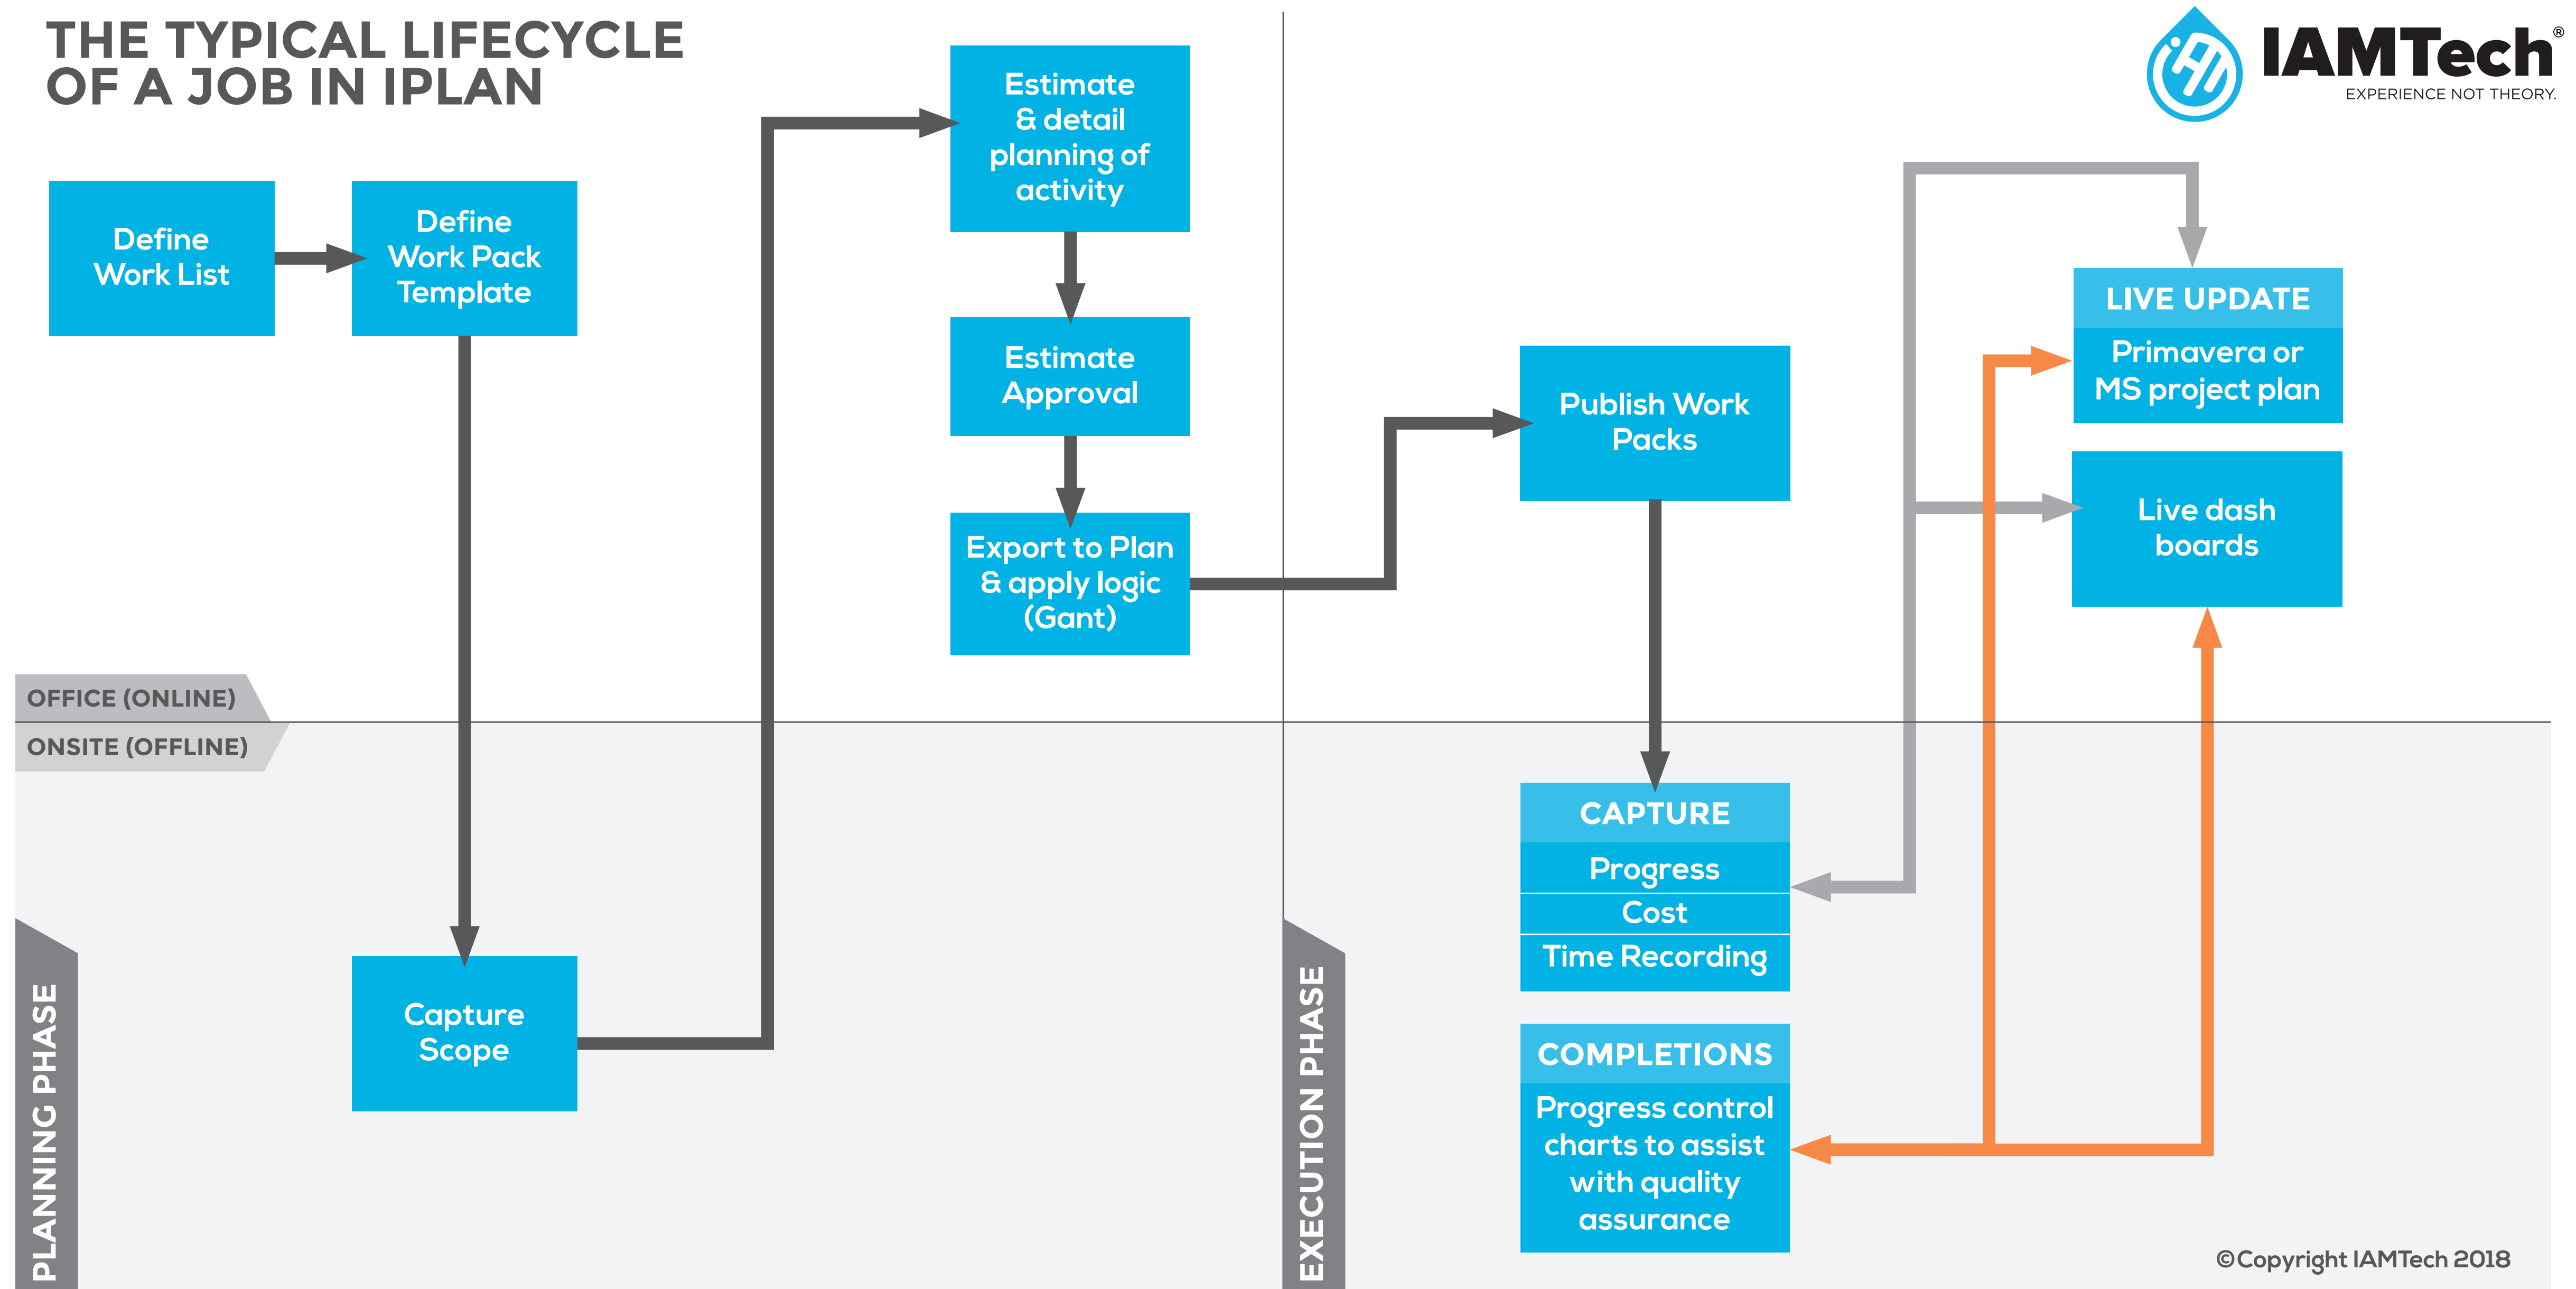 THE TYPICAL LIFECYCLE
OF A JOB IN IPLAN
IAMTech®
EXPERIENCE NOT THEORY.
Define
Work List
Define
Work Pack
Template
Capture
Scope
Estimate
& detail
planning of
activity
Estimate
Approval
Export to Plan
& apply logic
(Gant)
Publish Work
Packs
LIVE UPDATE
Primavera or
MS project plan
Live dash
boards
OFFICE (ONLINE)
ONSITE (OFFLINE)
CAPTURE
Progress
Cost
Time Recording
COMPLETIONS
Progress control
charts to assist
with quality
assurance
PLANNING PHASE
EXECUTION PHASE
©Copyright IAMTech 2018